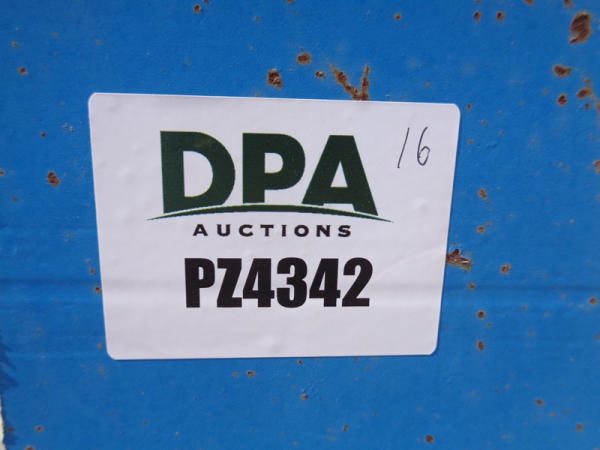 DPA
16
AUCTIONS
PZ4342